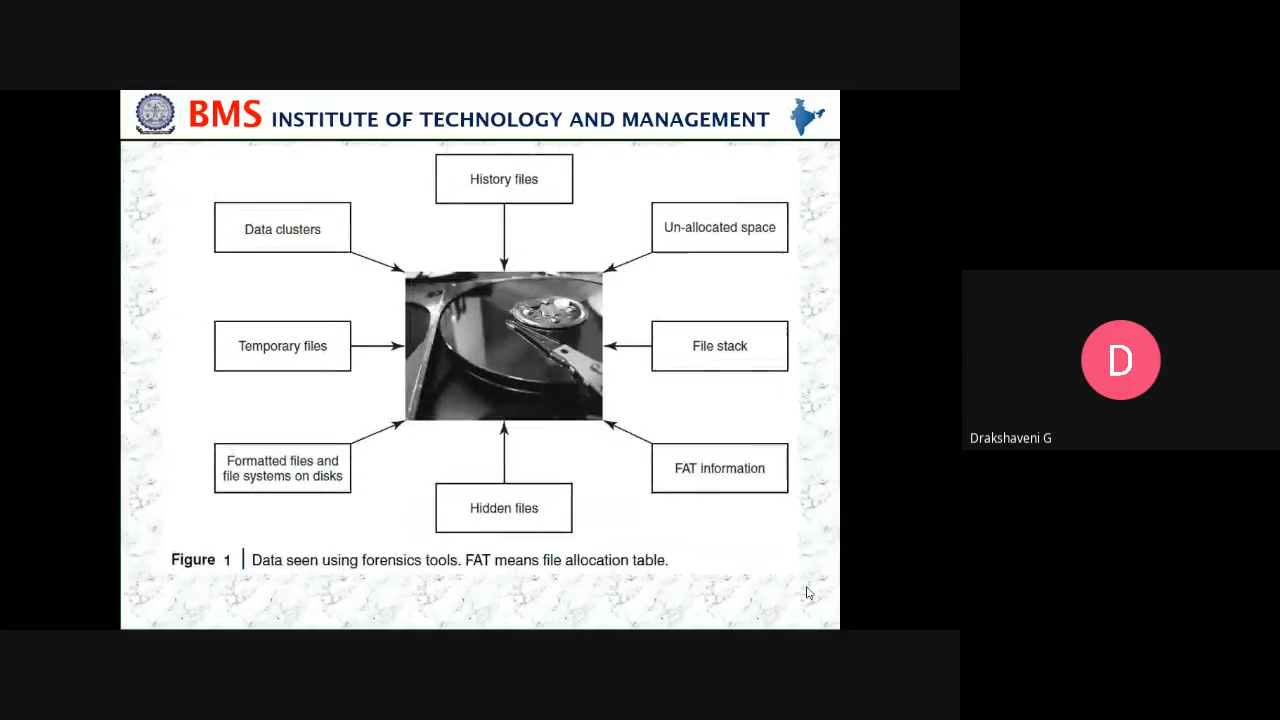 BMS INSTITUTE OF TECHNOLOGY AND MANAGEMENT
History files
Data clusters
Un-allocated space
Temporary files
File stack
Formatted files and
file systems on disks
FAT information
Hidden files
Figure 1 Data seen using forensics tools. FAT means file allocation table.
D
Drakshaveni G